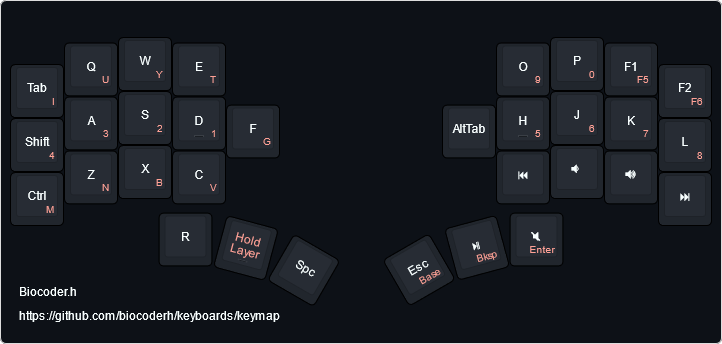 Q U
W Y
E T
O 9
P 0
F1 F5
Tab I
F2 F6
A 3
S 2
D _ 1
F G
AltTab
H _ 5
J 6
K 7
Shift 4
L 8
Z N
X B
C V
Ctrl M
R
Hold
Layer
Spc
Esc
Base
Bksp
Enter
Biocoder.h
https://github.com/biocoderh/keyboards/keymap